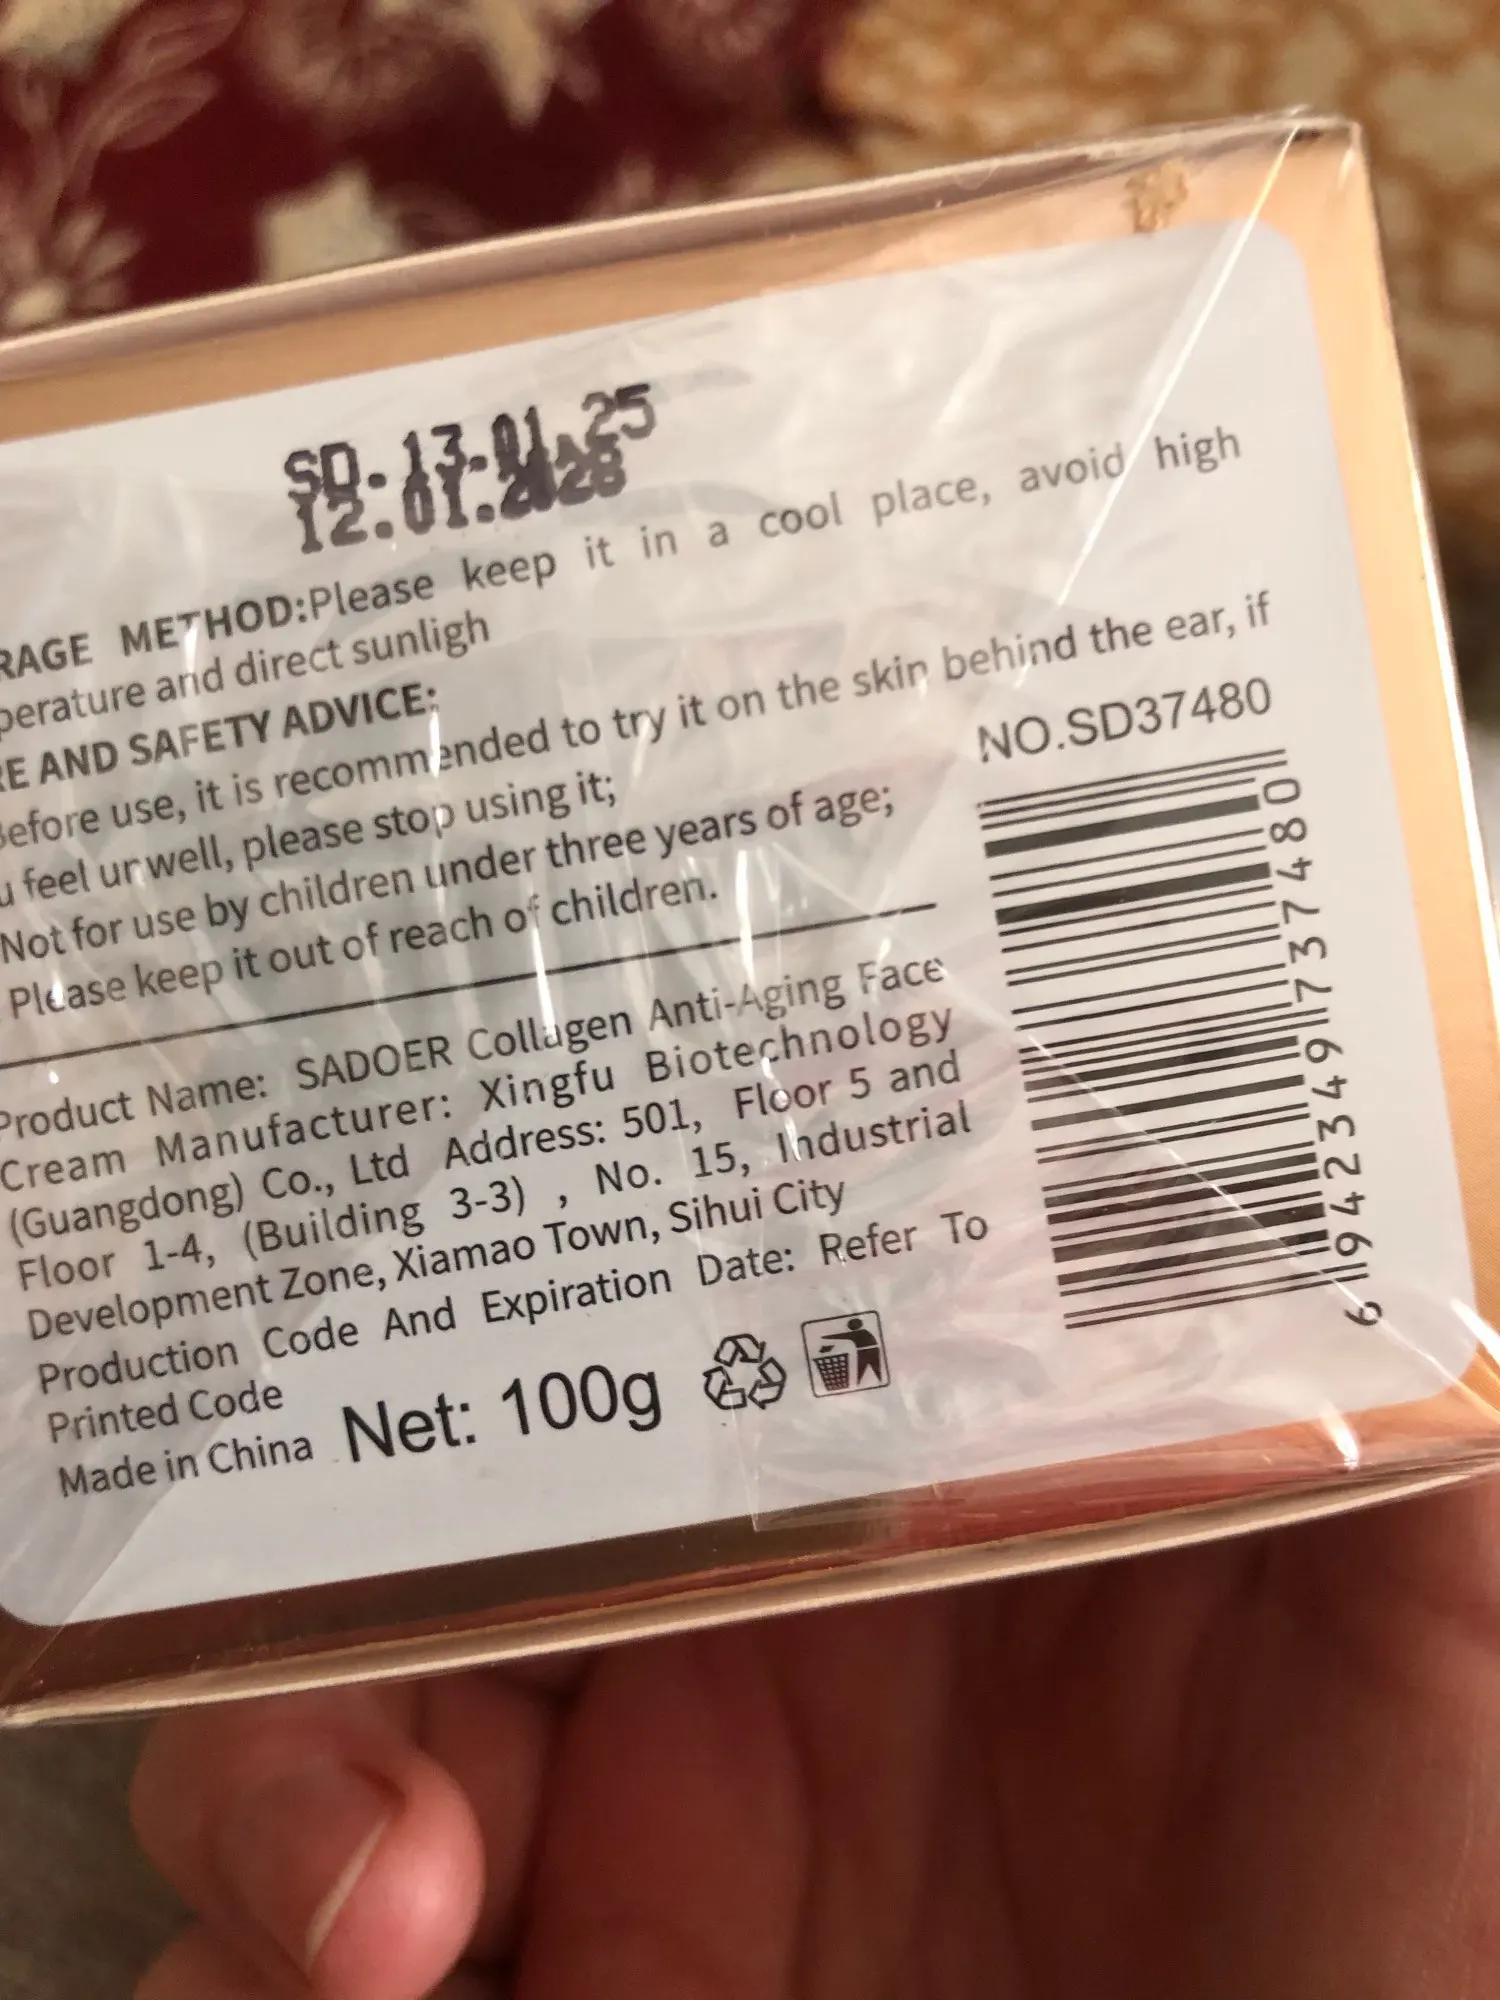 SD-13-01.25
12.01.2028
RAGE METHOD:Please keep it in a cool place, avoid high
perature and direct sunligh
RE AND SAFETY ADVICE:
Before use, it is recommended to try it on the skin behind the ear, if
u feel unwell, please stop using it;
Not for use by children under three years of age;
Please keep it out of reach of children.
NO.SD37480
6942349737480
Product Name: SADOER Collagen Anti-Aging Face
Cream Manufacturer: Xingfu Biotechnology
(Guangdong) Co., Ltd Address: 501, Floor 5 and
Floor 1-4, (Building 3-3) , No. 15, Industrial
Development Zone, Xiamao Town, Sihui City
Production Code And Expiration Date: Refer To
Printed Code
Made in China Net: 100g